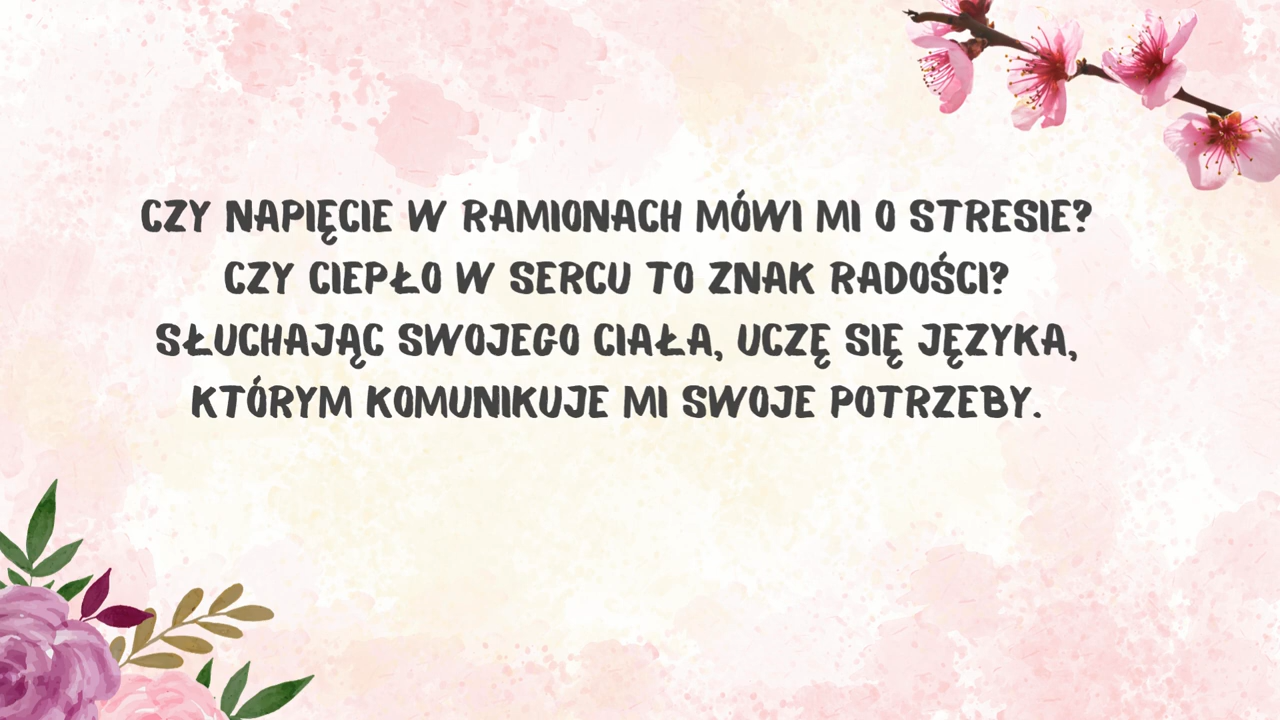 CZY NAPIĘCIE W RAMIONACH MÓWI MI O STRESIE?
CZY CIEPŁO W SERCU TO ZNAK RADOŚCI?
SŁUCHAJĄC SWOJEGO CIAŁA, UCZĘ SIĘ JĘZYKA,
KTÓRYM KOMUNIKUJE MI SWOJE POTRZEBY.